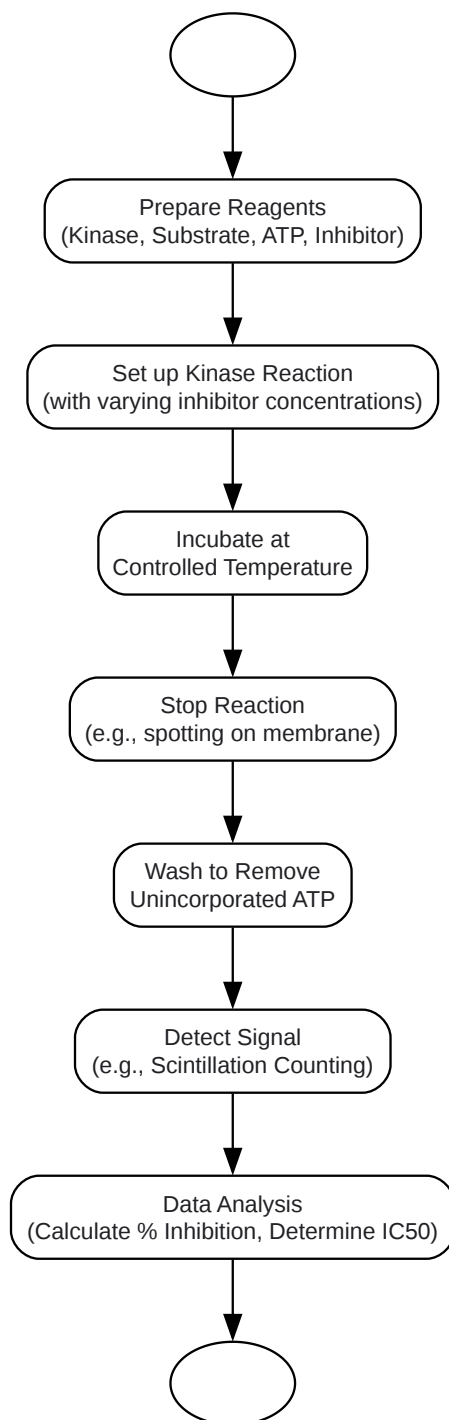 Prepare Reagents
(Kinase, Substrate, ATP, Inhibitor)
Set up Kinase Reaction
(with varying inhibitor concentrations)
Incubate at
Controlled Temperature
Stop Reaction
(e.g., spotting on membrane)
Wash to Remove
Unincorporated ATP
Detect Signal
(e.g., Scintillation Counting)
Data Analysis
(Calculate % Inhibition, Determine IC50)